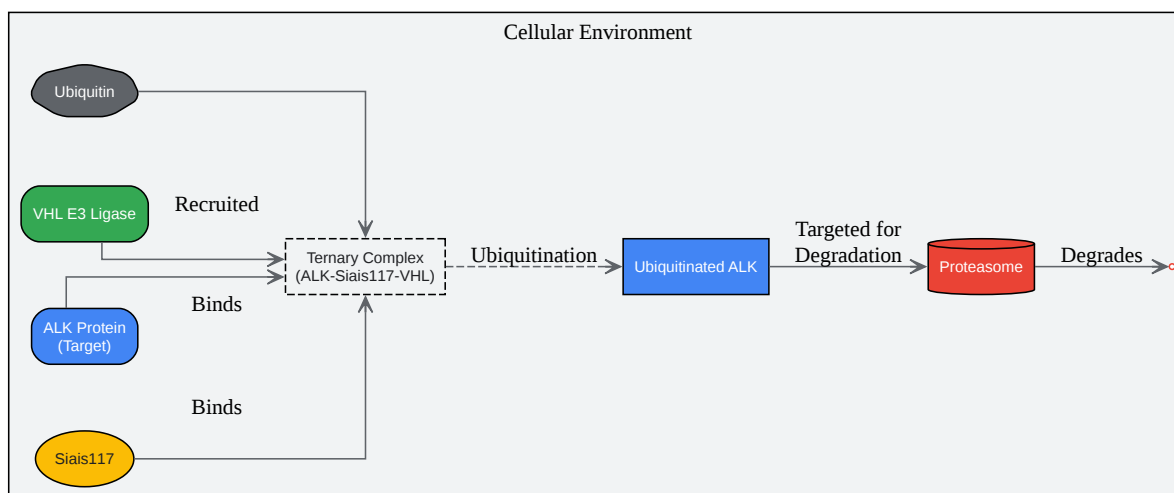 Cellular Environment
Ubiquitin
VHL E3 Ligase
Recruited
ALK Protein
(Target)
Binds
Siais117
Binds
Ternary Complex
(ALK-Siais117-VHL)
Ubiquitination
Ubiquitinated ALK
Targeted for
Degradation
Proteasome
Degrades